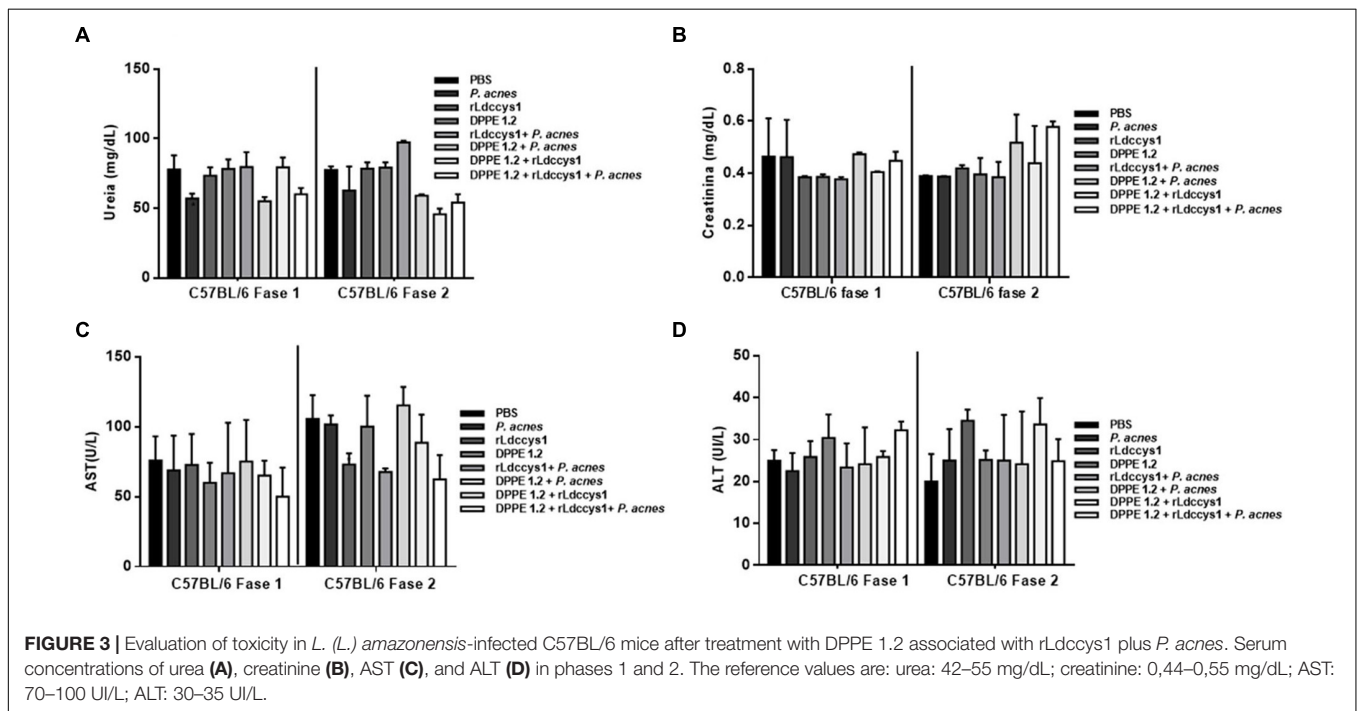 A
150
100
50
0
Ureia (mg/dL)
C57BL/6 Fase 1
C57BL/6 Fase 2
PBS
P. acnes
rLdccys1
DPPE 1.2
rLdccys1+ P. acnes
DPPE 1.2 + P. acnes
DPPE 1.2 + rLdccys1
DPPE 1.2 + rLdccys1 + P. acnes
B
0.8
0.6
0.4
0.2
0.0
Creatinina (mg/dL)
C57BL/6 fase 1
C57BL/6 fase 2
PBS
P. acnes
rLdccys1
DPPE 1.2
rLdccys1+ P. acnes
DPPE 1.2 + P. acnes
DPPE 1.2 + rLdccys1
DPPE 1.2 + rLdccys1 + P. acnes
C
150
100
50
0
AST(U/L)
C57BL/6 Fase 1
C57BL/6 Fase 2
PBS
P. acnes
rLdccys1
DPPE 1.2
rLdccys1+ P. acnes
DPPE 1.2 + P. acnes
DPPE 1.2 + rLdccys1
DPPE 1.2 + rLdccys1+ P. acnes
D
50
40
30
20
10
0
ALT (UI/L)
C57BL/6 Fase 1
C57BL/6 Fase 2
PBS
P. acnes
rLdccys1
DPPE 1.2
rLdccys1+ P. acnes
DPPE 1.2 + P. acnes
DPPE 1.2 + rLdccys1
DPPE 1.2 + rLdccys1 + P. acnes
FIGURE 3 | Evaluation of toxicity in L. (L.) amazonensis-infected C57BL/6 mice after treatment with DPPE 1.2 associated with rLdccys1 plus P. acnes. Serum
concentrations of urea (A), creatinine (B), AST (C), and ALT (D) in phases 1 and 2. The reference values are: urea: 42–55 mg/dL; creatinine: 0,44–0,55 mg/dL; AST:
70–100 UI/L; ALT: 30–35 UI/L.